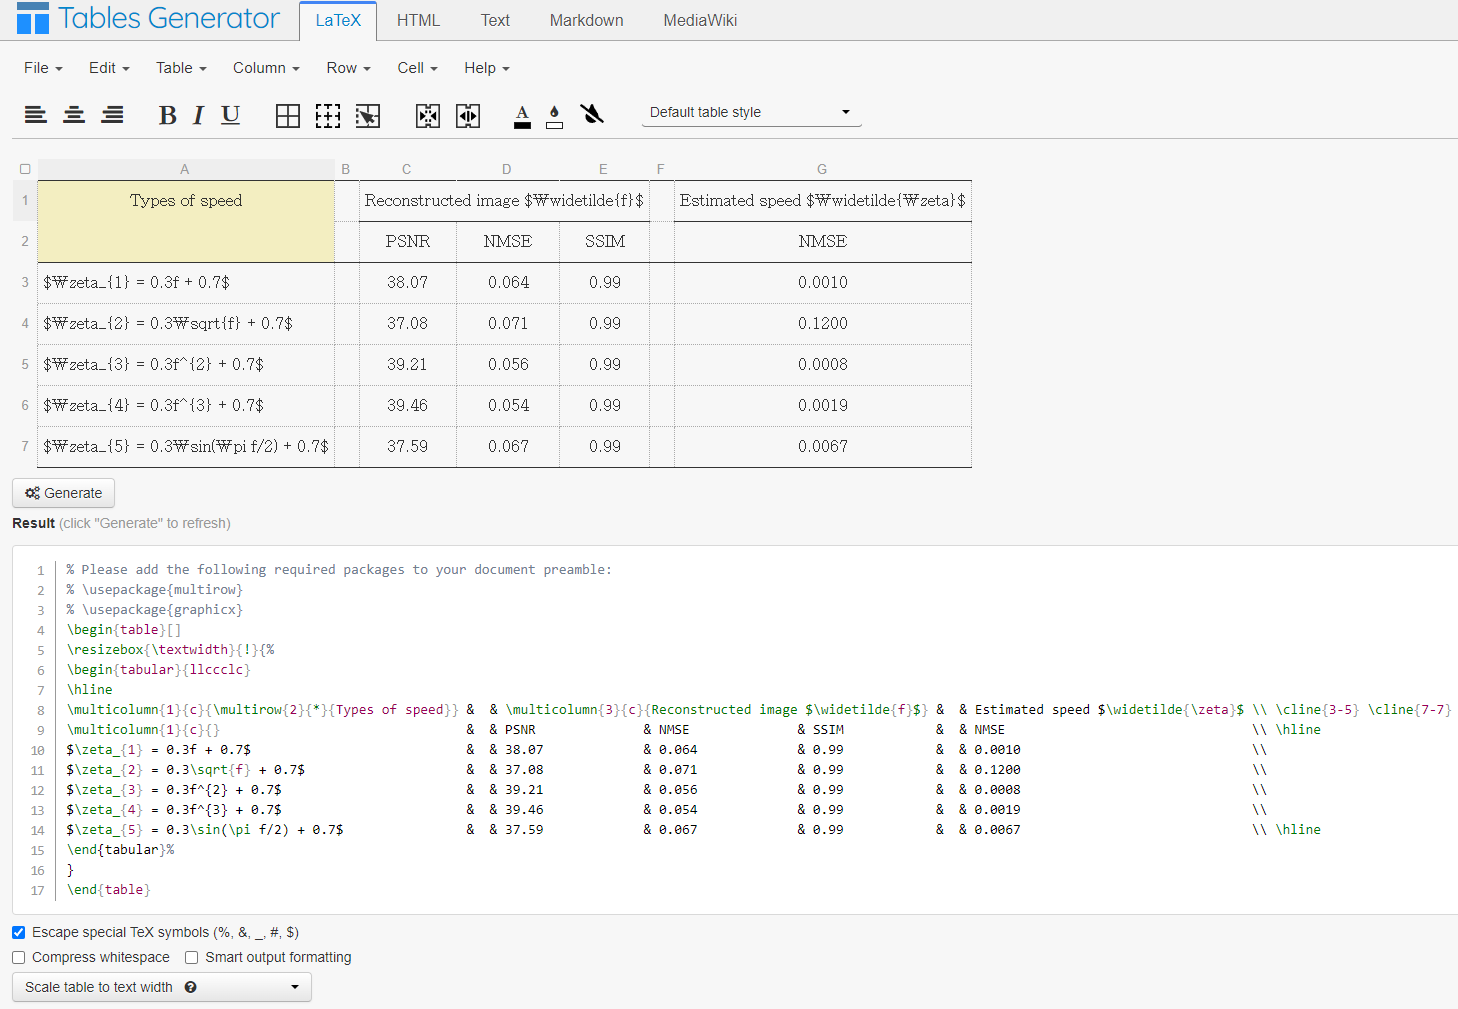 Tables Generator
LaTeX HTML Text Markdown MediaWiki
File Edit Table Column Row Cell Help
B I U A Default table style
A B C D E F G
1 Types of speed Reconstructed image $₩widetilde{f}$ Estimated speed $₩widetilde{₩zeta}$
2 PSNR NMSE SSIM NMSE
3 $₩zeta_{1} = 0.3f + 0.7$ 38.07 0.064 0.99 0.0010
4 $₩zeta_{2} = 0.3₩sqrt{f} + 0.7$ 37.08 0.071 0.99 0.1200
5 $₩zeta_{3} = 0.3f^{2} + 0.7$ 39.21 0.056 0.99 0.0008
6 $₩zeta_{4} = 0.3f^{3} + 0.7$ 39.46 0.054 0.99 0.0019
7 $₩zeta_{5} = 0.3₩sin(₩pi f/2) + 0.7$ 37.59 0.067 0.99 0.0067
Generate
Result (click "Generate" to refresh)
1 % Please add the following required packages to your document preamble:
2 % \usepackage{multirow}
3 % \usepackage{graphicx}
4 \begin{table}[]
5 \resizebox{\textwidth}{!}{%
6 \begin{tabular}{llccclc}
7 \hline
8 \multicolumn{1}{c}{\multirow{2}{*}{Types of speed}} & & \multicolumn{3}{c}{Reconstructed image $\widetilde{f}$} & & Estimated speed $\widetilde{\zeta}$ \\ \cline{3-5} \cline{7-7}
9 \multicolumn{1}{c}{} & & PSNR & NMSE & SSIM & & NMSE \\ \hline
10 $\zeta_{1} = 0.3f + 0.7$ & & 38.07 & 0.064 & 0.99 & & 0.0010 \\
11 $\zeta_{2} = 0.3\sqrt{f} + 0.7$ & & 37.08 & 0.071 & 0.99 & & 0.1200 \\
12 $\zeta_{3} = 0.3f^{2} + 0.7$ & & 39.21 & 0.056 & 0.99 & & 0.0008 \\
13 $\zeta_{4} = 0.3f^{3} + 0.7$ & & 39.46 & 0.054 & 0.99 & & 0.0019 \\
14 $\zeta_{5} = 0.3\sin(\pi f/2) + 0.7$ & & 37.59 & 0.067 & 0.99 & & 0.0067 \\ \hline
15 \end{tabular}%
16 }
17 \end{table}
Escape special TeX symbols (%, &, _, #, $)
Compress whitespace Smart output formatting
Scale table to text width ?